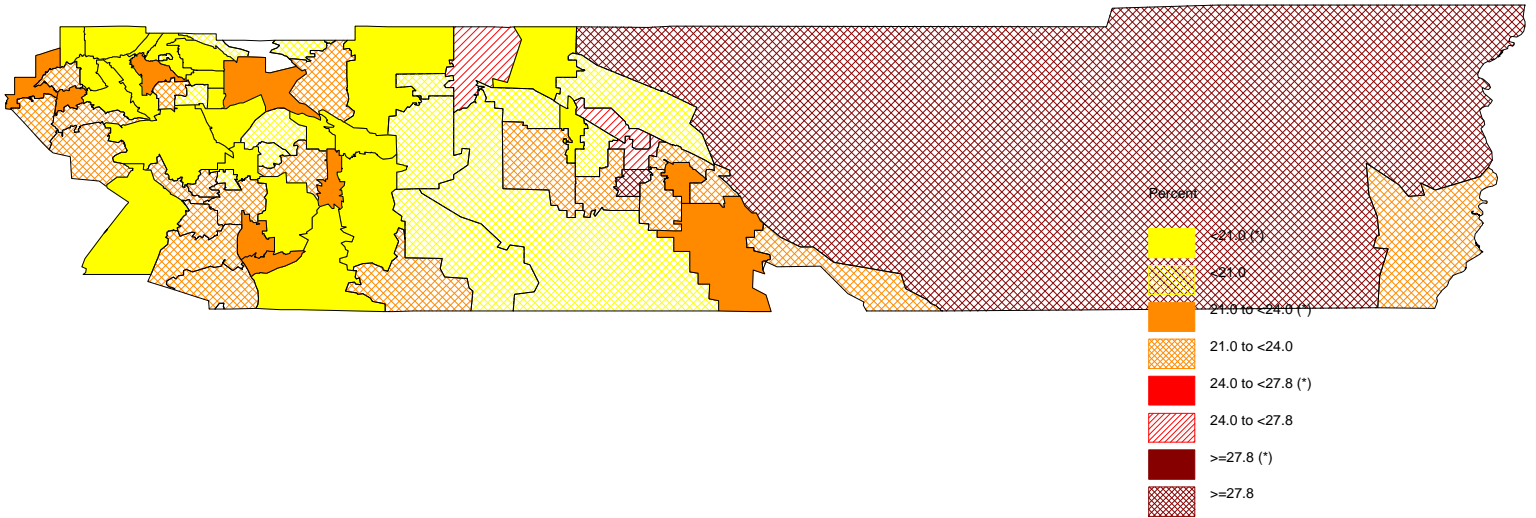 Percent
<21.0 (*)
<21.0
21.0 to <24.0 (*)
21.0 to <24.0
24.0 to <27.8 (*)
24.0 to <27.8
>=27.8 (*)
>=27.8